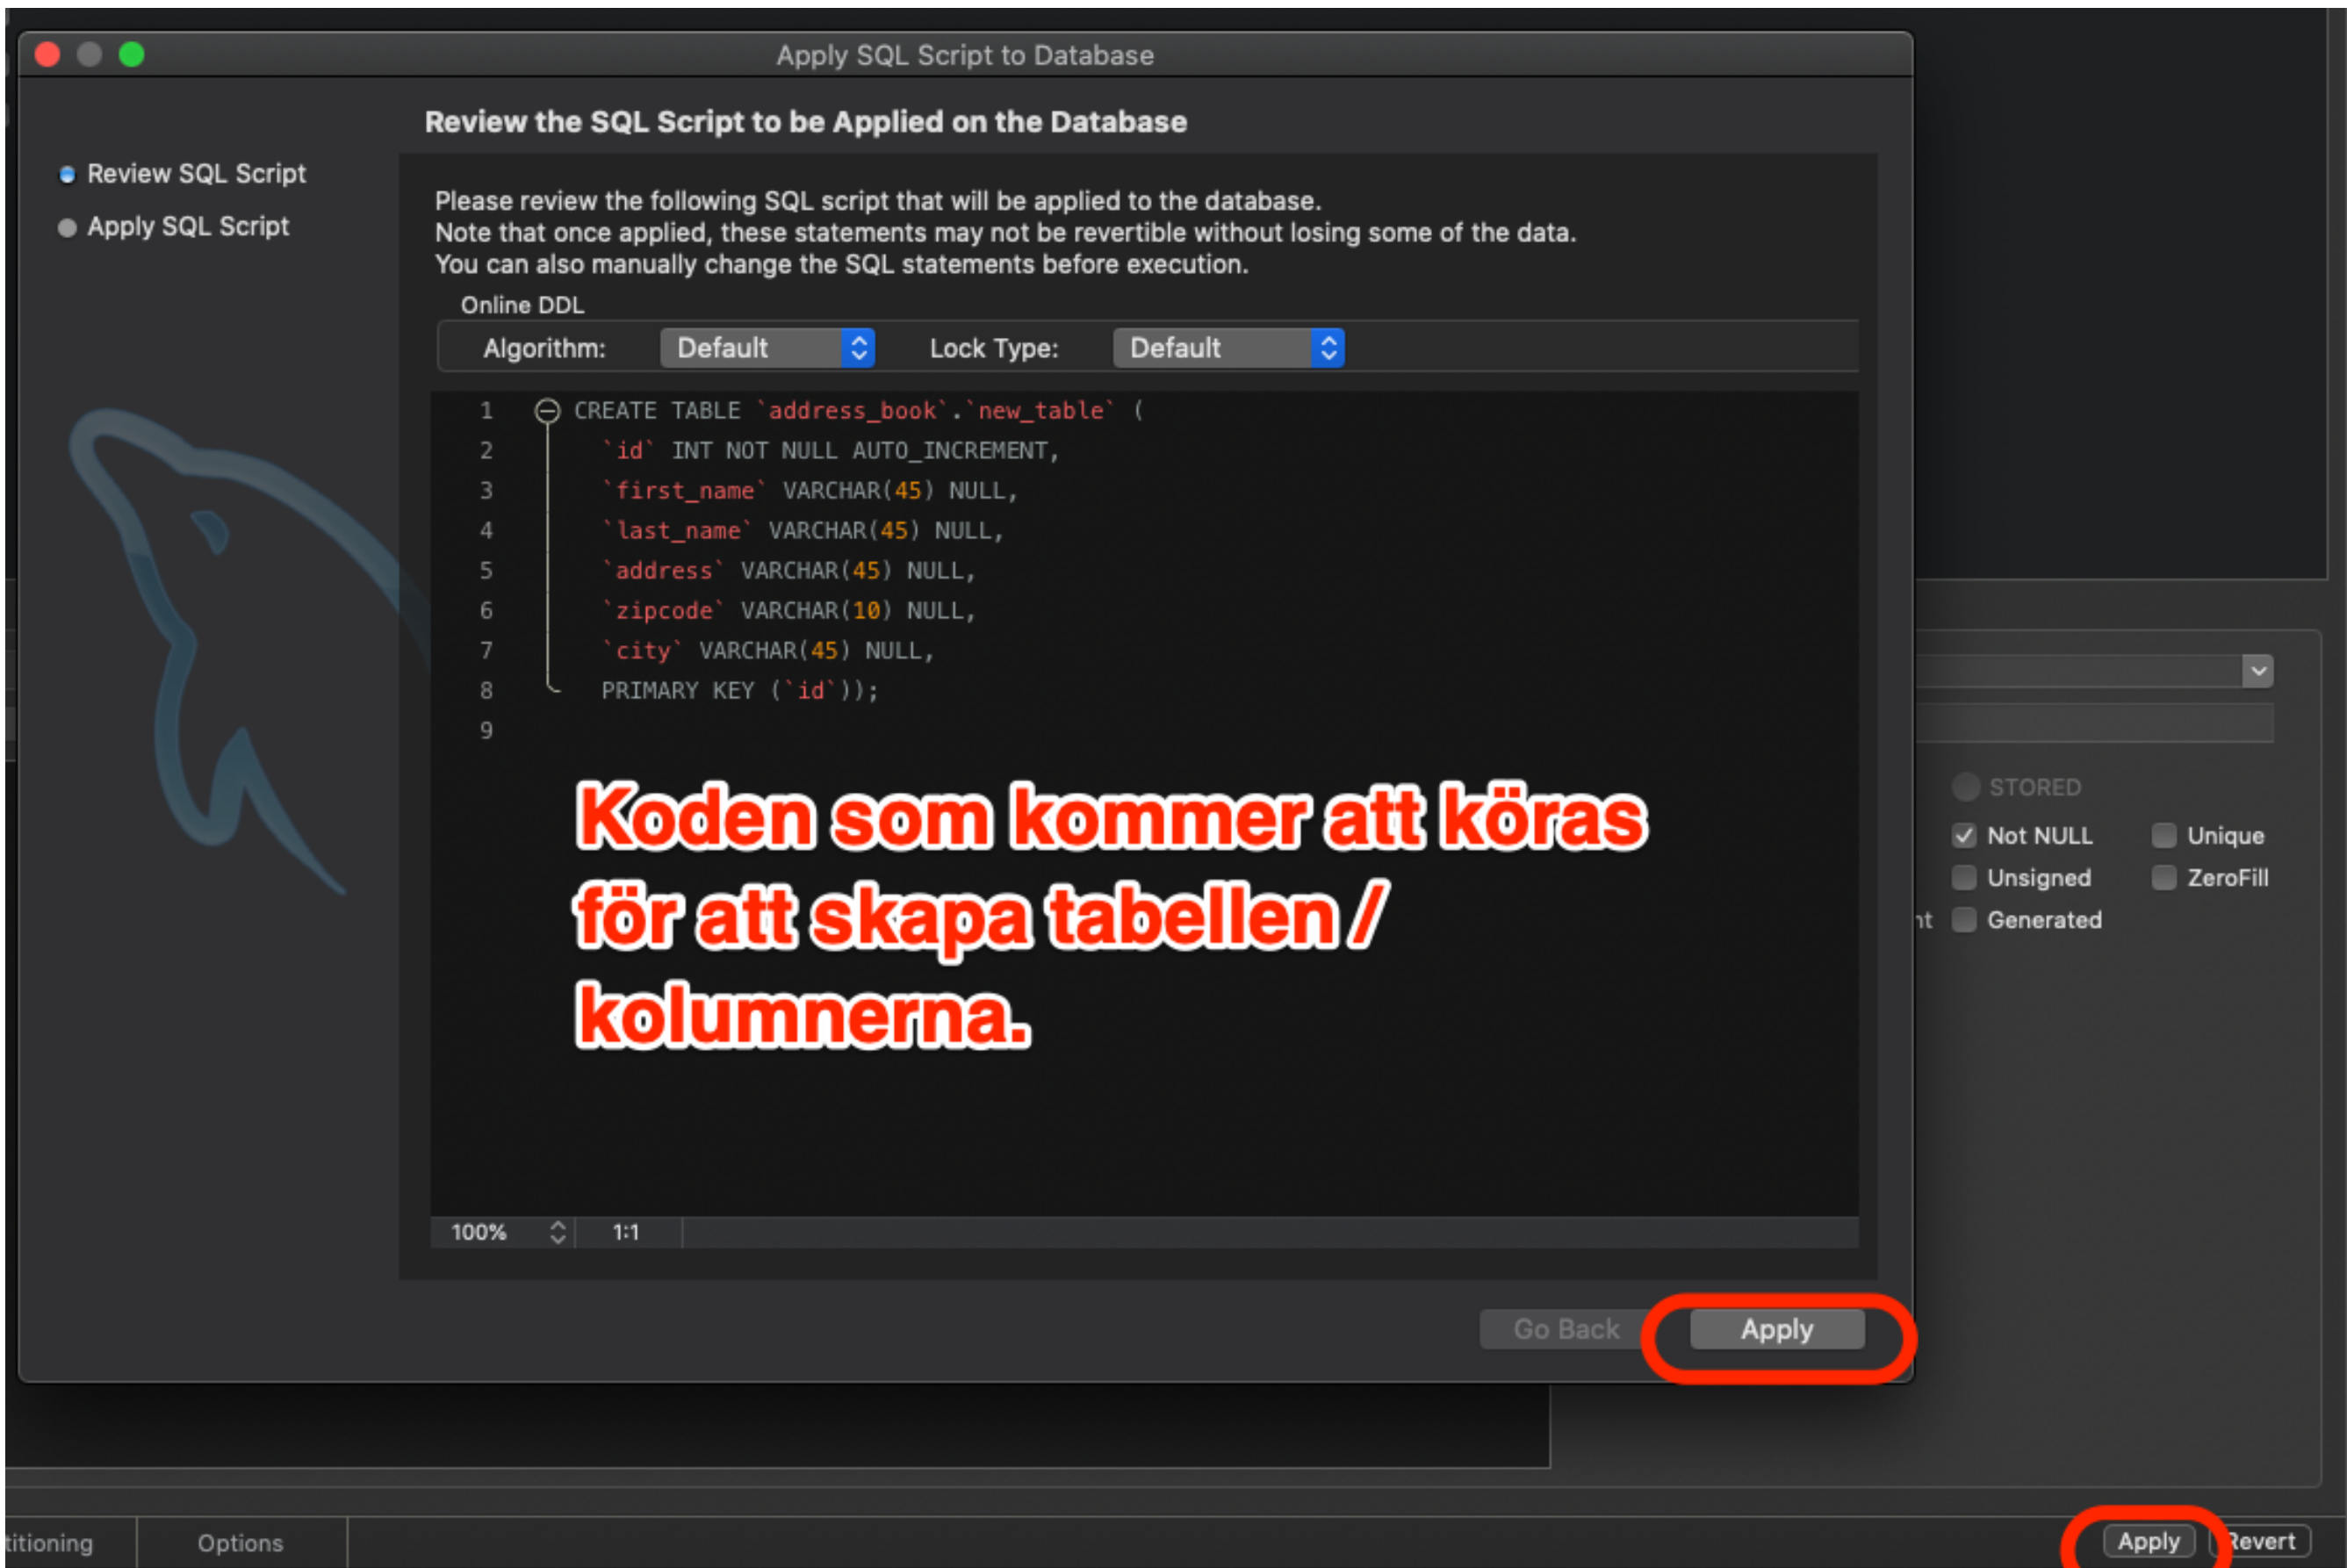 Apply SQL Script to Database
Review the SQL Script to be Applied on the Database
Review SQL Script
Apply SQL Script
Please review the following SQL script that will be applied to the database.
Note that once applied, these statements may not be revertible without losing some of the data.
You can also manually change the SQL statements before execution.
Online DDL
Algorithm: Default Lock Type: Default
1 CREATE TABLE `address_book`.`new_table` (
2 `id` INT NOT NULL AUTO_INCREMENT,
3 `first_name` VARCHAR(45) NULL,
4 `last_name` VARCHAR(45) NULL,
5 `address` VARCHAR(45) NULL,
6 `zipcode` VARCHAR(10) NULL,
7 `city` VARCHAR(45) NULL,
8 PRIMARY KEY (`id`));
9
Koden som kommer att köras
för att skapa tabellen /
kolumnerna.
100% 1:1
Go Back Apply
STORED
Not NULL Unique
Unsigned ZeroFill
nt Generated
titioning Options Apply Revert